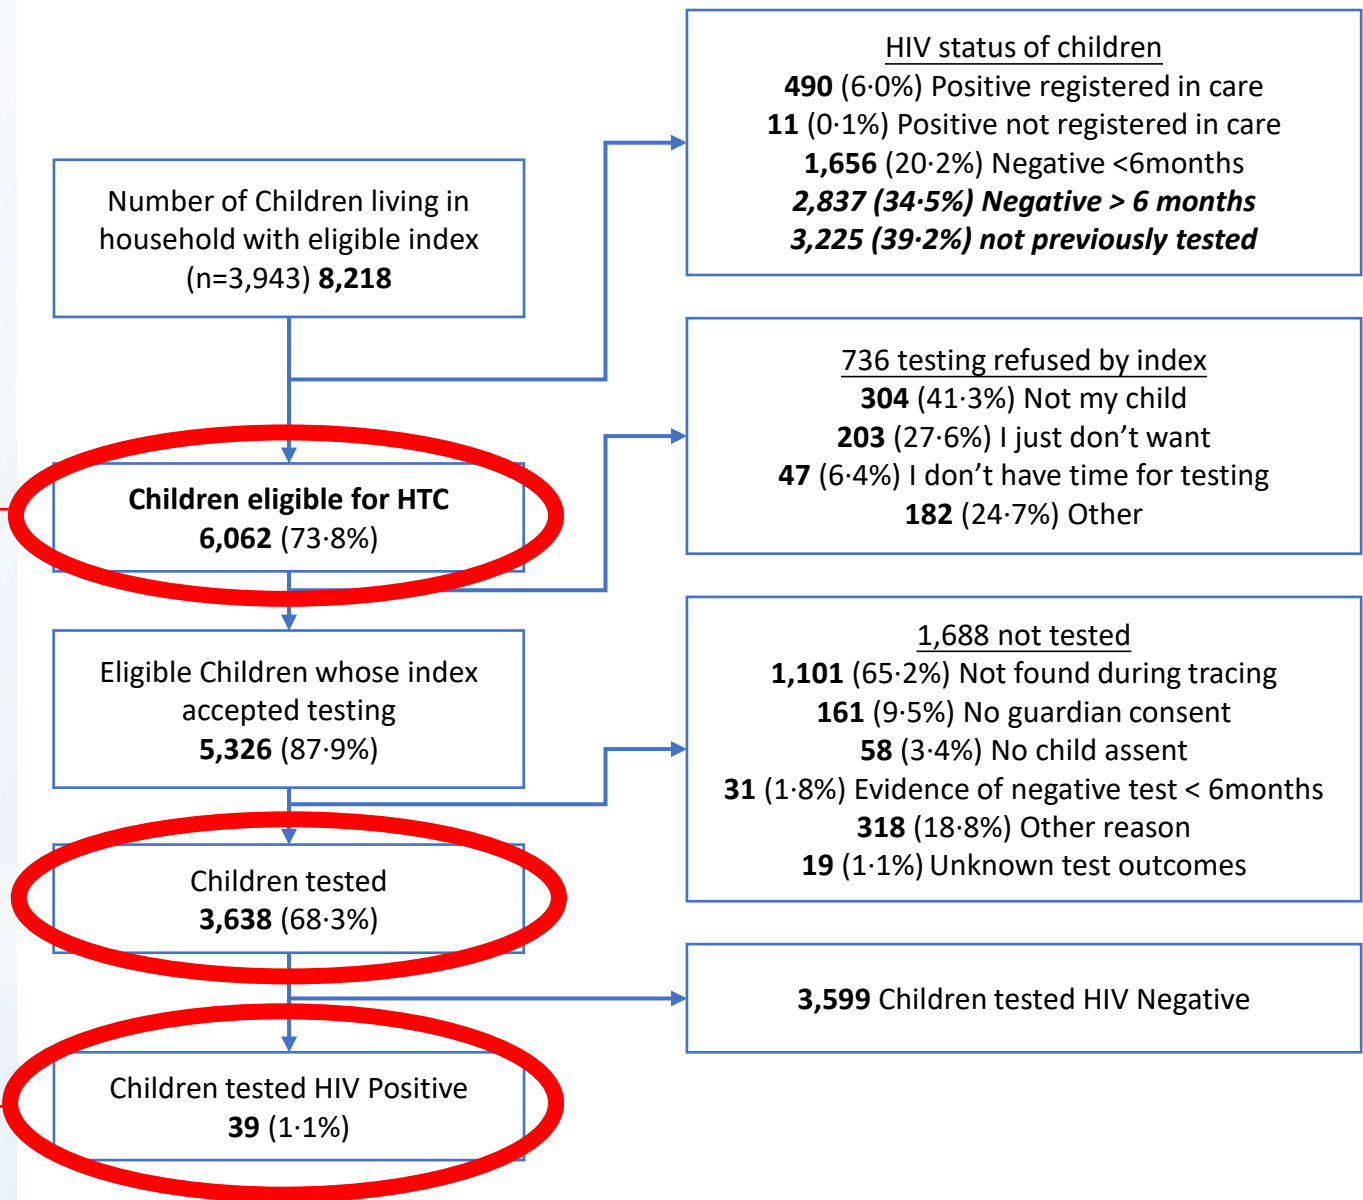 Number of Children living in
household with eligible index
(n=3,943) 8,218
HIV status of children
490 (6·0%) Positive registered in care
11 (0·1%) Positive not registered in care
1,656 (20·2%) Negative <6months
2,837 (34·5%) Negative > 6 months
3,225 (39·2%) not previously tested
Children eligible for HTC
6,062 (73·8%)
736 testing refused by index
304 (41·3%) Not my child
203 (27·6%) I just don’t want
47 (6·4%) I don’t have time for testing
182 (24·7%) Other
Eligible Children whose index
accepted testing
5,326 (87·9%)
1,688 not tested
1,101 (65·2%) Not found during tracing
161 (9·5%) No guardian consent
58 (3·4%) No child assent
31 (1·8%) Evidence of negative test < 6months
318 (18·8%) Other reason
19 (1·1%) Unknown test outcomes
Children tested
3,638 (68·3%)
3,599 Children tested HIV Negative
Children tested HIV Positive
39 (1·1%)